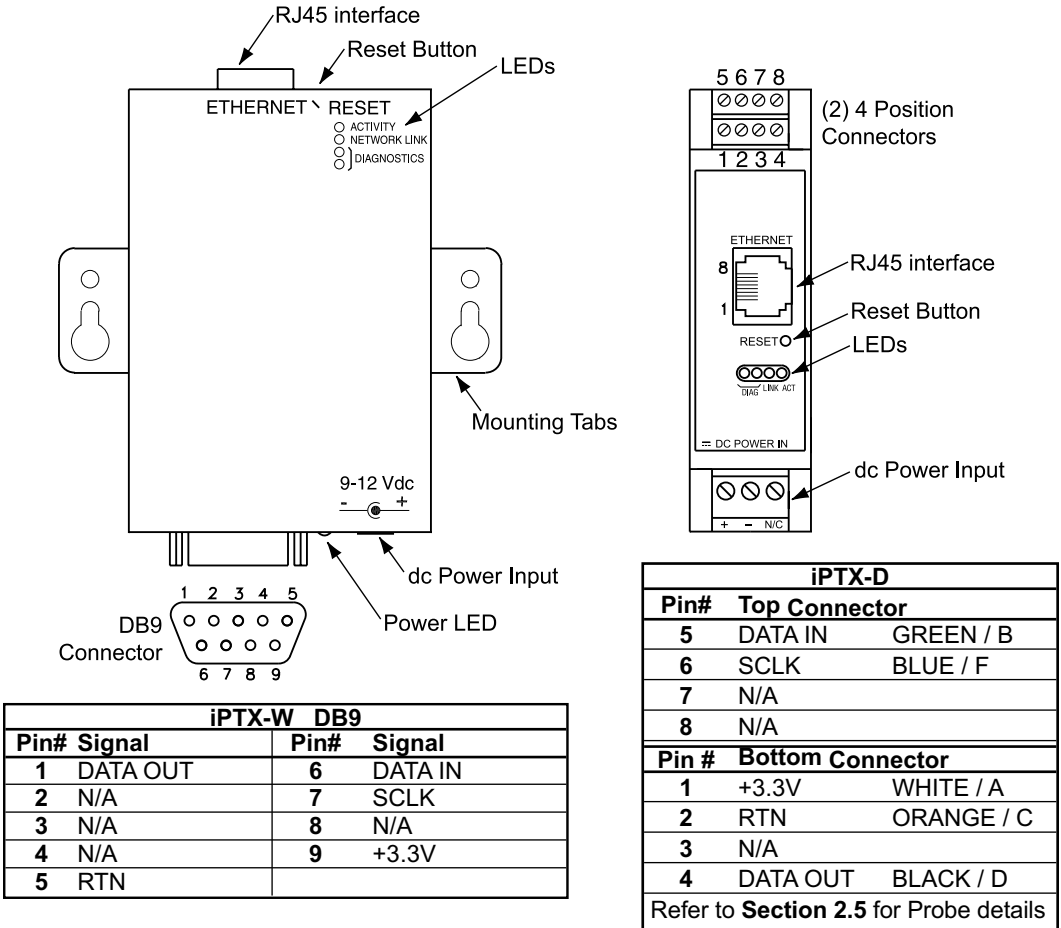 RJ45 interface
Reset Button
LEDs
ETHERNET RESET
ACTIVITY
NETWORK LINK
DIAGNOSTICS
Mounting Tabs
9-12 Vdc
- +
dc Power Input
Power LED
1 2 3 4 5
DB9
Connector
6 7 8 9
5 6 7 8
(2) 4 Position
Connectors
1 2 3 4
ETHERNET
8
RJ45 interface
1
Reset Button
RESET
LEDs
DIAG LINK ACT
DC POWER IN
dc Power Input
+ - N/C
iPTX-W DB9
Pin# Signal Pin# Signal
1 DATA OUT 6 DATA IN
2 N/A 7 SCLK
3 N/A 8 N/A
4 N/A 9 +3.3V
5 RTN
iPTX-D
Pin# Top Connector
5 DATA IN GREEN / B
6 SCLK BLUE / F
7 N/A
8 N/A
Pin # Bottom Connector
1 +3.3V WHITE / A
2 RTN ORANGE / C
3 N/A
4 DATA OUT BLACK / D
Refer to Section 2.5 for Probe details